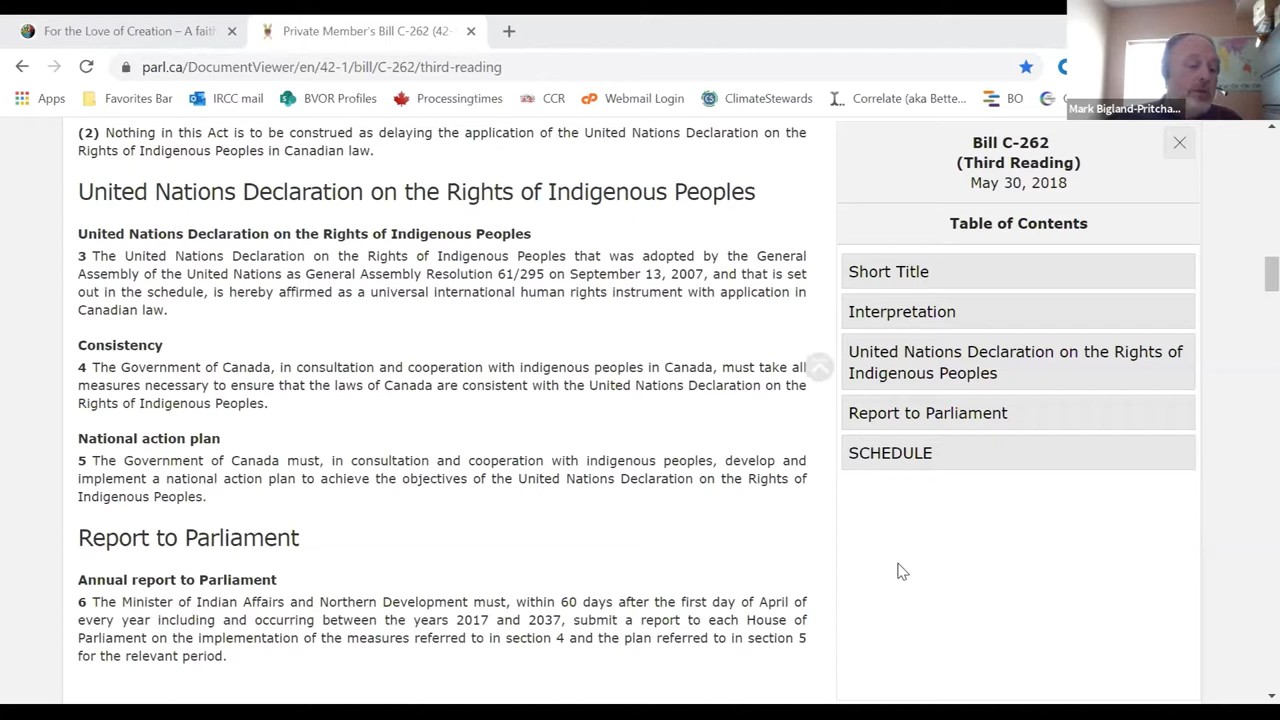 For the Love of Creation – A faith
Private Member's Bill C-262 (42-
parl.ca/DocumentViewer/en/42-1/bill/C-262/third-reading
Apps
Favorites Bar
IRCC mail
BVOR Profiles
Processingtimes
CCR
Webmail Login
ClimateStewards
Correlate (aka Bette...
BO
Mark Bigland-Pritcha...
(2) Nothing in this Act is to be construed as delaying the application of the United Nations Declaration on the
Rights of Indigenous Peoples in Canadian law.
United Nations Declaration on the Rights of Indigenous Peoples
United Nations Declaration on the Rights of Indigenous Peoples
3 The United Nations Declaration on the Rights of Indigenous Peoples that was adopted by the General
Assembly of the United Nations as General Assembly Resolution 61/295 on September 13, 2007, and that is set
out in the schedule, is hereby affirmed as a universal international human rights instrument with application in
Canadian law.
Consistency
4 The Government of Canada, in consultation and cooperation with indigenous peoples in Canada, must take all
measures necessary to ensure that the laws of Canada are consistent with the United Nations Declaration on the
Rights of Indigenous Peoples.
National action plan
5 The Government of Canada must, in consultation and cooperation with indigenous peoples, develop and
implement a national action plan to achieve the objectives of the United Nations Declaration on the Rights of
Indigenous Peoples.
Report to Parliament
Annual report to Parliament
6 The Minister of Indian Affairs and Northern Development must, within 60 days after the first day of April of
every year including and occurring between the years 2017 and 2037, submit a report to each House of
Parliament on the implementation of the measures referred to in section 4 and the plan referred to in section 5
for the relevant period.
Bill C-262
(Third Reading)
May 30, 2018
Table of Contents
Short Title
Interpretation
United Nations Declaration on the Rights of
Indigenous Peoples
Report to Parliament
SCHEDULE